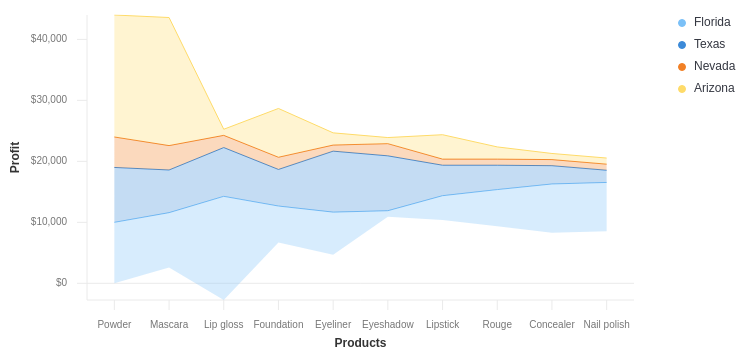 Florida
Texas
Nevada
Arizona
$40,000
$30,000
$20,000
$10,000
$0
Profit
Powder Mascara Lip gloss Foundation Eyeliner Eyeshadow Lipstick Rouge Concealer Nail polish
Products